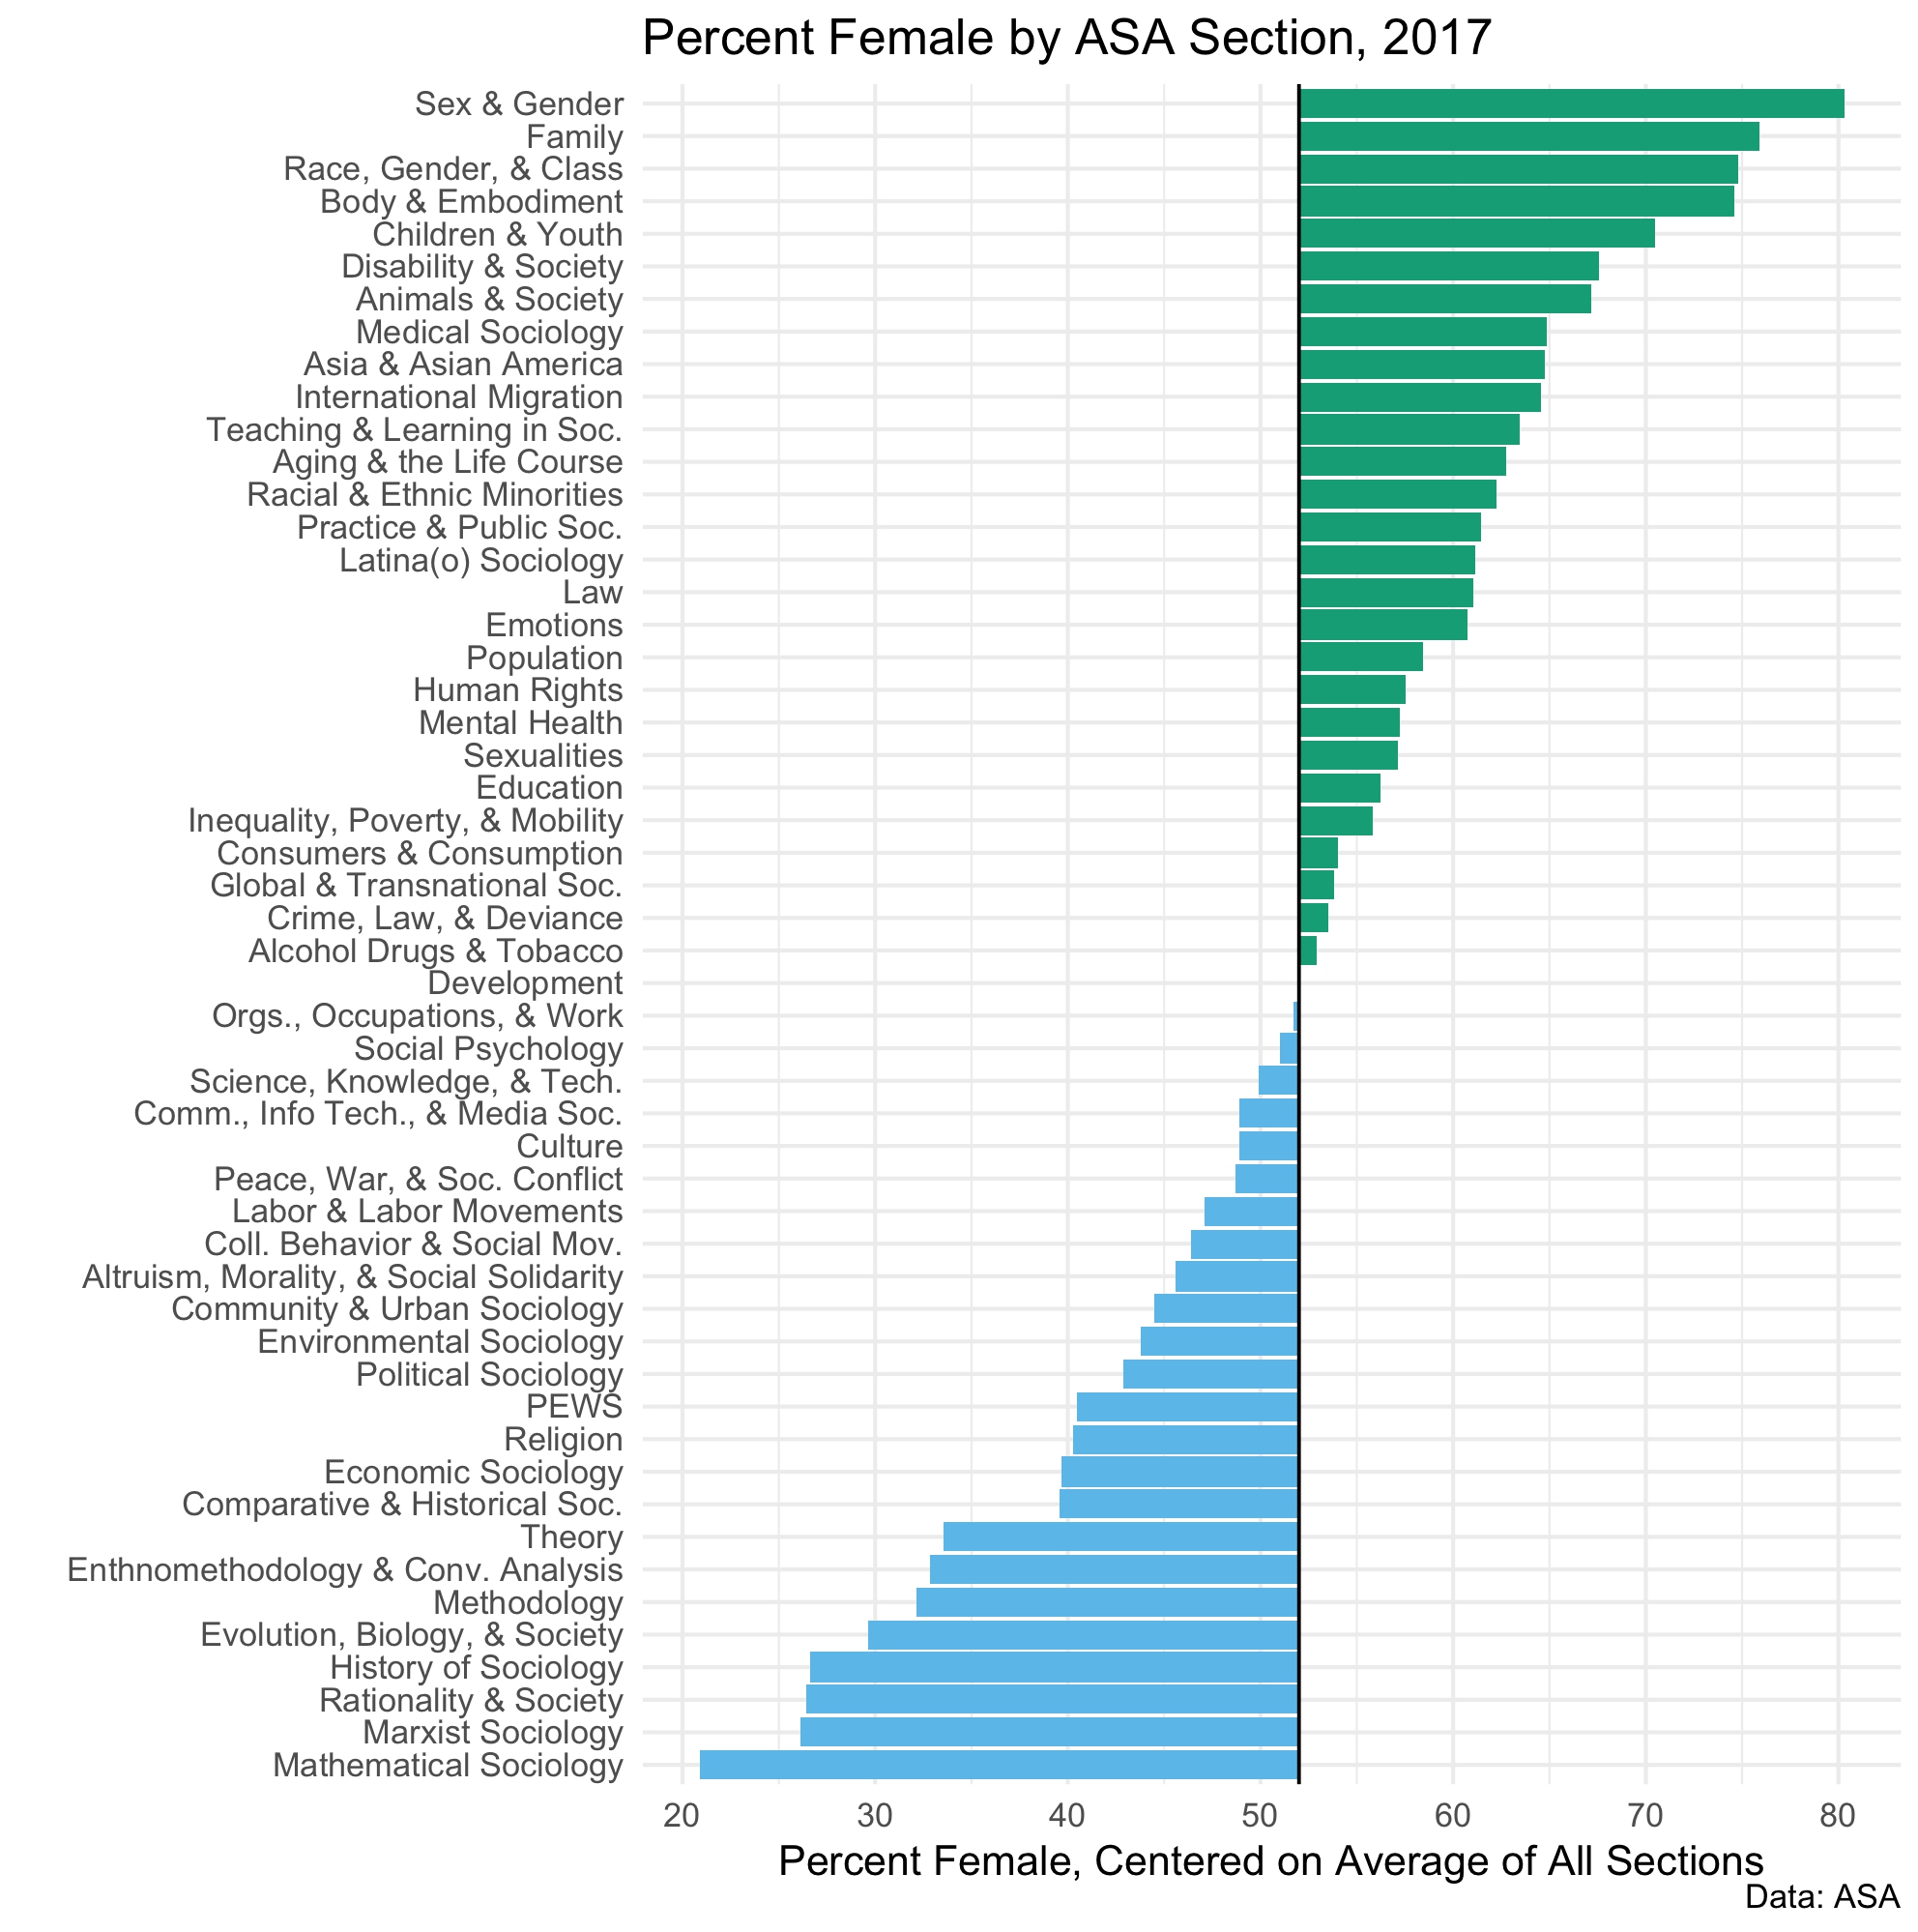 Percent Female by ASA Section, 2017
Sex & Gender
Family
Race, Gender, & Class
Body & Embodiment
Children & Youth
Disability & Society
Animals & Society
Medical Sociology
Asia & Asian America
International Migration
Teaching & Learning in Soc.
Aging & the Life Course
Racial & Ethnic Minorities
Practice & Public Soc.
Latina(o) Sociology
Law
Emotions
Population
Human Rights
Mental Health
Sexualities
Education
Inequality, Poverty, & Mobility
Consumers & Consumption
Global & Transnational Soc.
Crime, Law, & Deviance
Alcohol Drugs & Tobacco
Development
Orgs., Occupations, & Work
Social Psychology
Science, Knowledge, & Tech.
Comm., Info Tech., & Media Soc.
Culture
Peace, War, & Soc. Conflict
Labor & Labor Movements
Coll. Behavior & Social Mov.
Altruism, Morality, & Social Solidarity
Community & Urban Sociology
Environmental Sociology
Political Sociology
PEWS
Religion
Economic Sociology
Comparative & Historical Soc.
Theory
Enthnomethodology & Conv. Analysis
Methodology
Evolution, Biology, & Society
History of Sociology
Rationality & Society
Marxist Sociology
Mathematical Sociology
20 30 40 50 60 70 80
Percent Female, Centered on Average of All Sections
Data: ASA